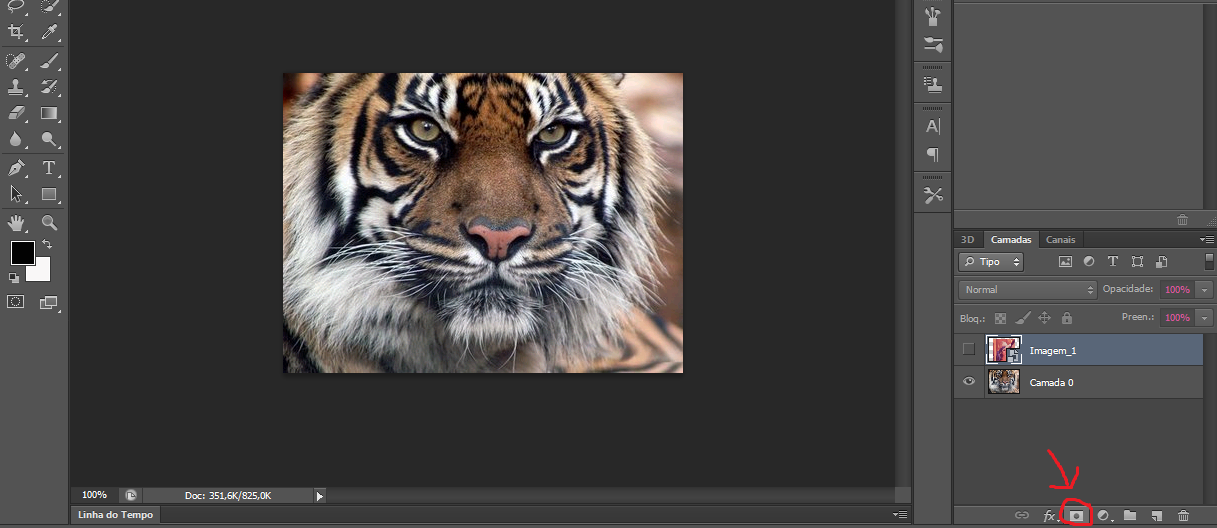 3D Camadas Canais
Tipo
Normal Opacidade: 100%
Bloq.: Preen.: 100%
Imagem_1
Camada 0
fx
100% Doc: 351,6K/825,0K
Linha do Tempo